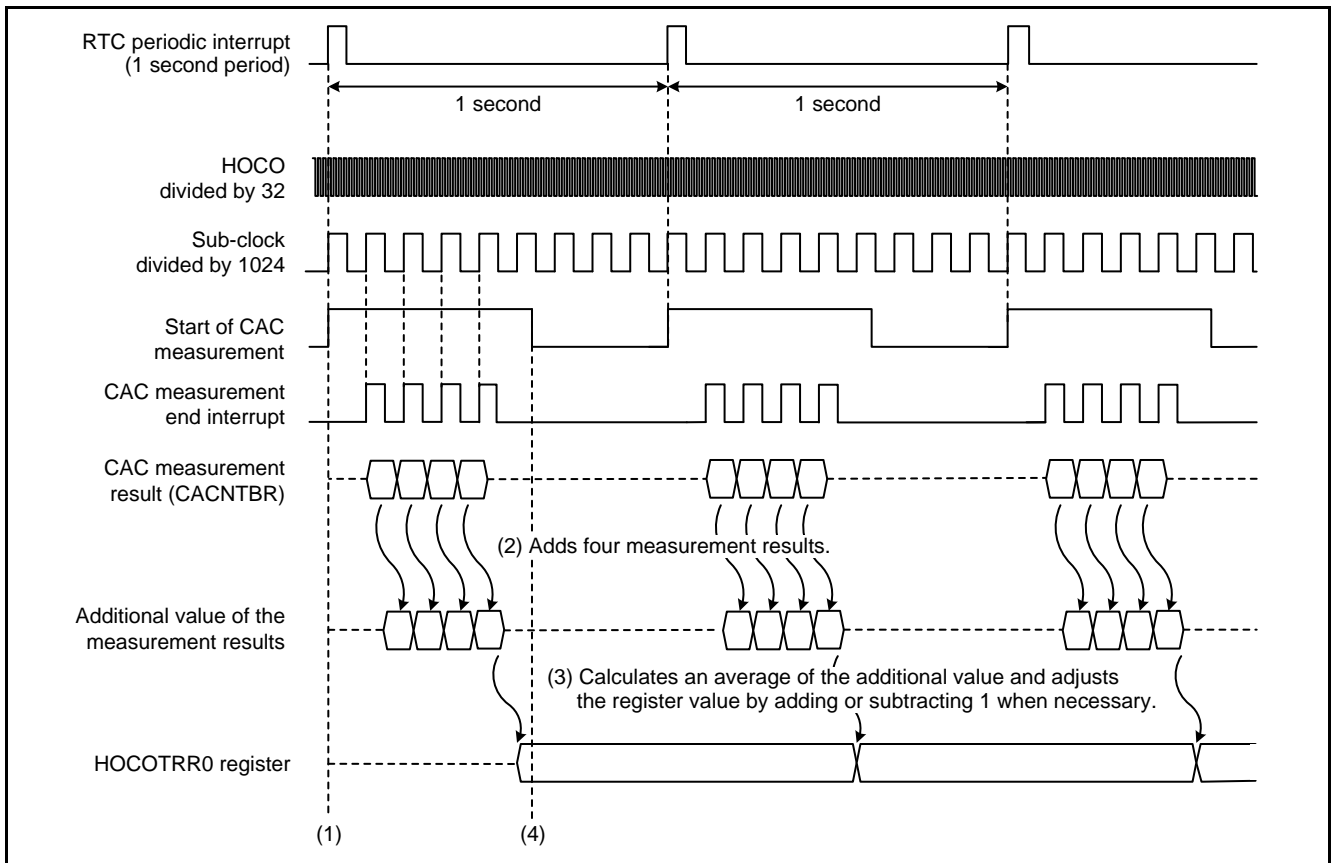 RTC periodic interrupt
(1 second period)
1 second
1 second
HOCO
divided by 32
Sub-clock
divided by 1024
Start of CAC
measurement
CAC measurement
end interrupt
CAC measurement
result (CACNTBR)
(2) Adds four measurement results.
Additional value of the
measurement results
(3) Calculates an average of the additional value and adjusts
the register value by adding or subtracting 1 when necessary.
HOCOTRR0 register
(1)
(4)